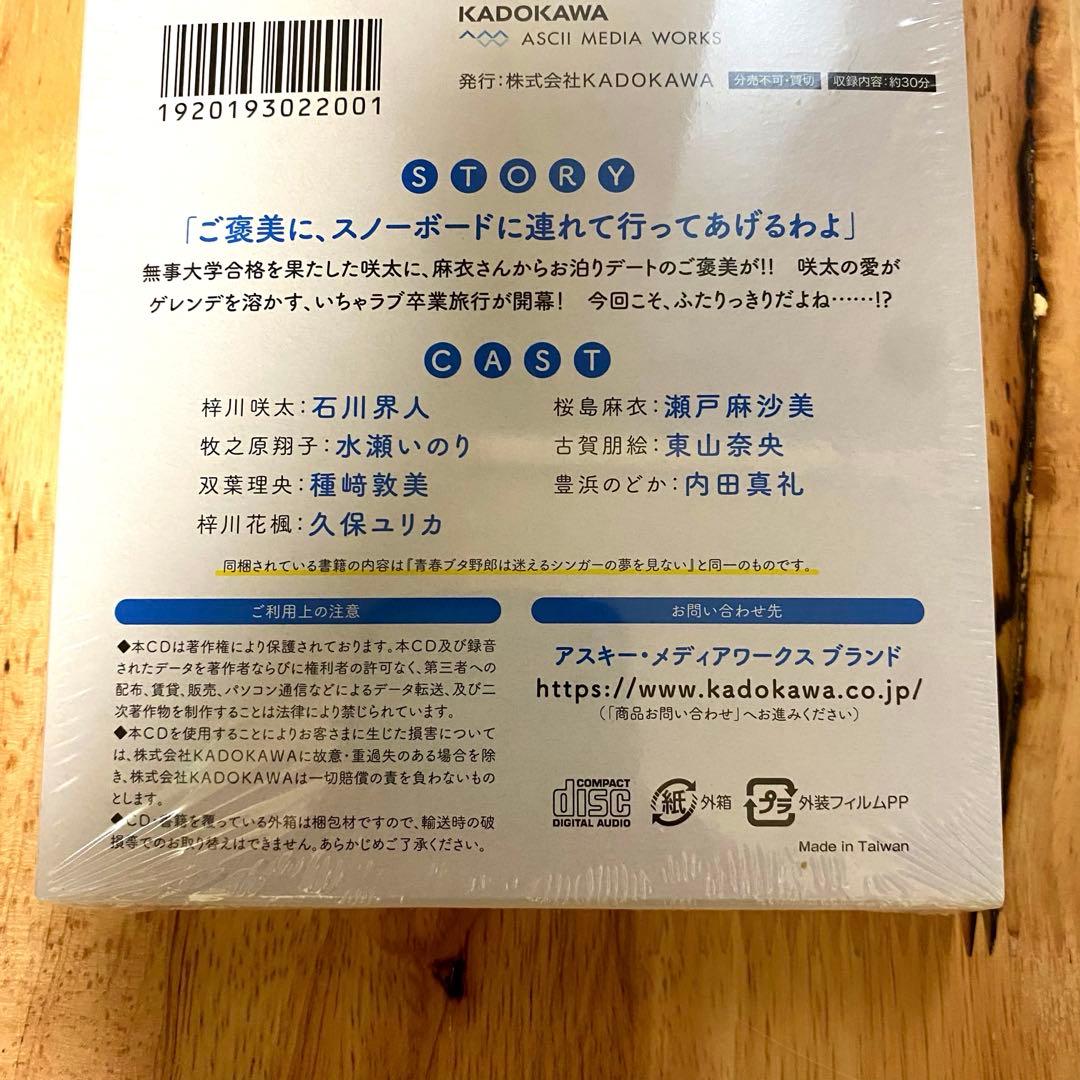 KADOKAWA
ASCII MEDIA WORKS
発行:株式会社KADOKAWA 分売不可・買切 収録内容:約30分
1920193022001
STORY
「ご褒美に、スノーボードに連れて行ってあげるわよ」
無事大学合格を果たした咲太に、麻衣さんからお泊りデートのご褒美が!! 咲太の愛が
ゲレンデを溶かす、いちゃラブ卒業旅行が開幕! 今回こそ、ふたりっきりだよね……!?
CAST
梓川咲太:石川界人 桜島麻衣:瀬戸麻沙美
牧之原翔子:水瀬いのり 古賀朋絵:東山奈央
双葉理央:種﨑敦美 豊浜のどか:内田真礼
梓川花楓:久保ユリカ
同梱されている書籍の内容は『青春ブタ野郎は迷えるシンガーの夢を見ない』と同一のものです。
ご利用上の注意
◆本CDは著作権により保護されております。本CD及び録音
されたデータを著作者ならびに権利者の許可なく、第三者への
配布、賃貸、販売、パソコン通信などによるデータ転送、及び二
次著作物を制作することは法律により禁じられています。
◆本CDを使用することによりお客さまに生じた損害について
は、株式会社KADOKAWAに故意・重過失のある場合を除
き、株式会社KADOKAWAは一切賠償の責を負わないもの
とします。
◆CD・書籍を覆っている外箱は梱包材ですので、輸送時の破
損等でのお取り替えはできません。あらかじめご了承ください。
お問い合わせ先
アスキー・メディアワークス ブランド
https://www.kadokawa.co.jp/
(「商品お問い合わせ」へお進みください)
COMPACT
disc
DIGITAL AUDIO
紙 外箱
プラ 外装フィルムPP
Made in Taiwan